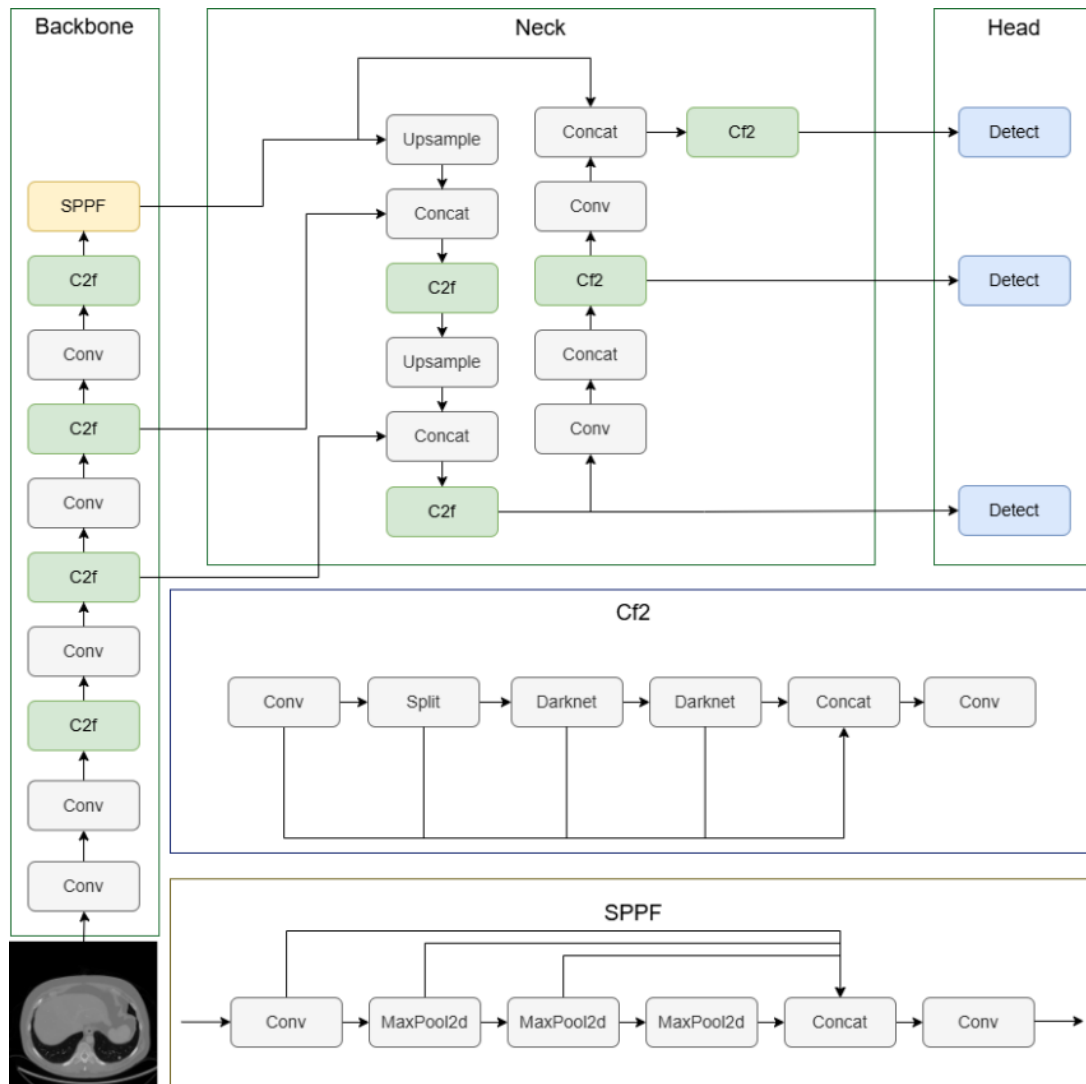 Backbone
SPPF
C2f
Conv
C2f
Conv
C2f
Conv
C2f
Conv
Conv
Neck
Upsample
Concat
C2f
Upsample
Concat
C2f
Concat
Cf2
Conv
Cf2
Concat
Conv
Head
Detect
Detect
Detect
Cf2
Conv
Split
Darknet
Darknet
Concat
Conv
SPPF
Conv
MaxPool2d
MaxPool2d
MaxPool2d
Concat
Conv